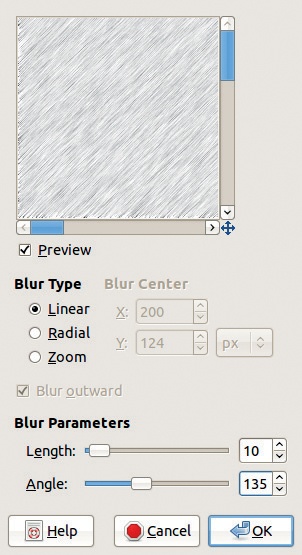 Preview
Blur Type Blur Center
Linear X: 200
Radial Y: 124 px
Zoom
Blur outward
Blur Parameters
Length: 10
Angle: 135
Help Cancel OK